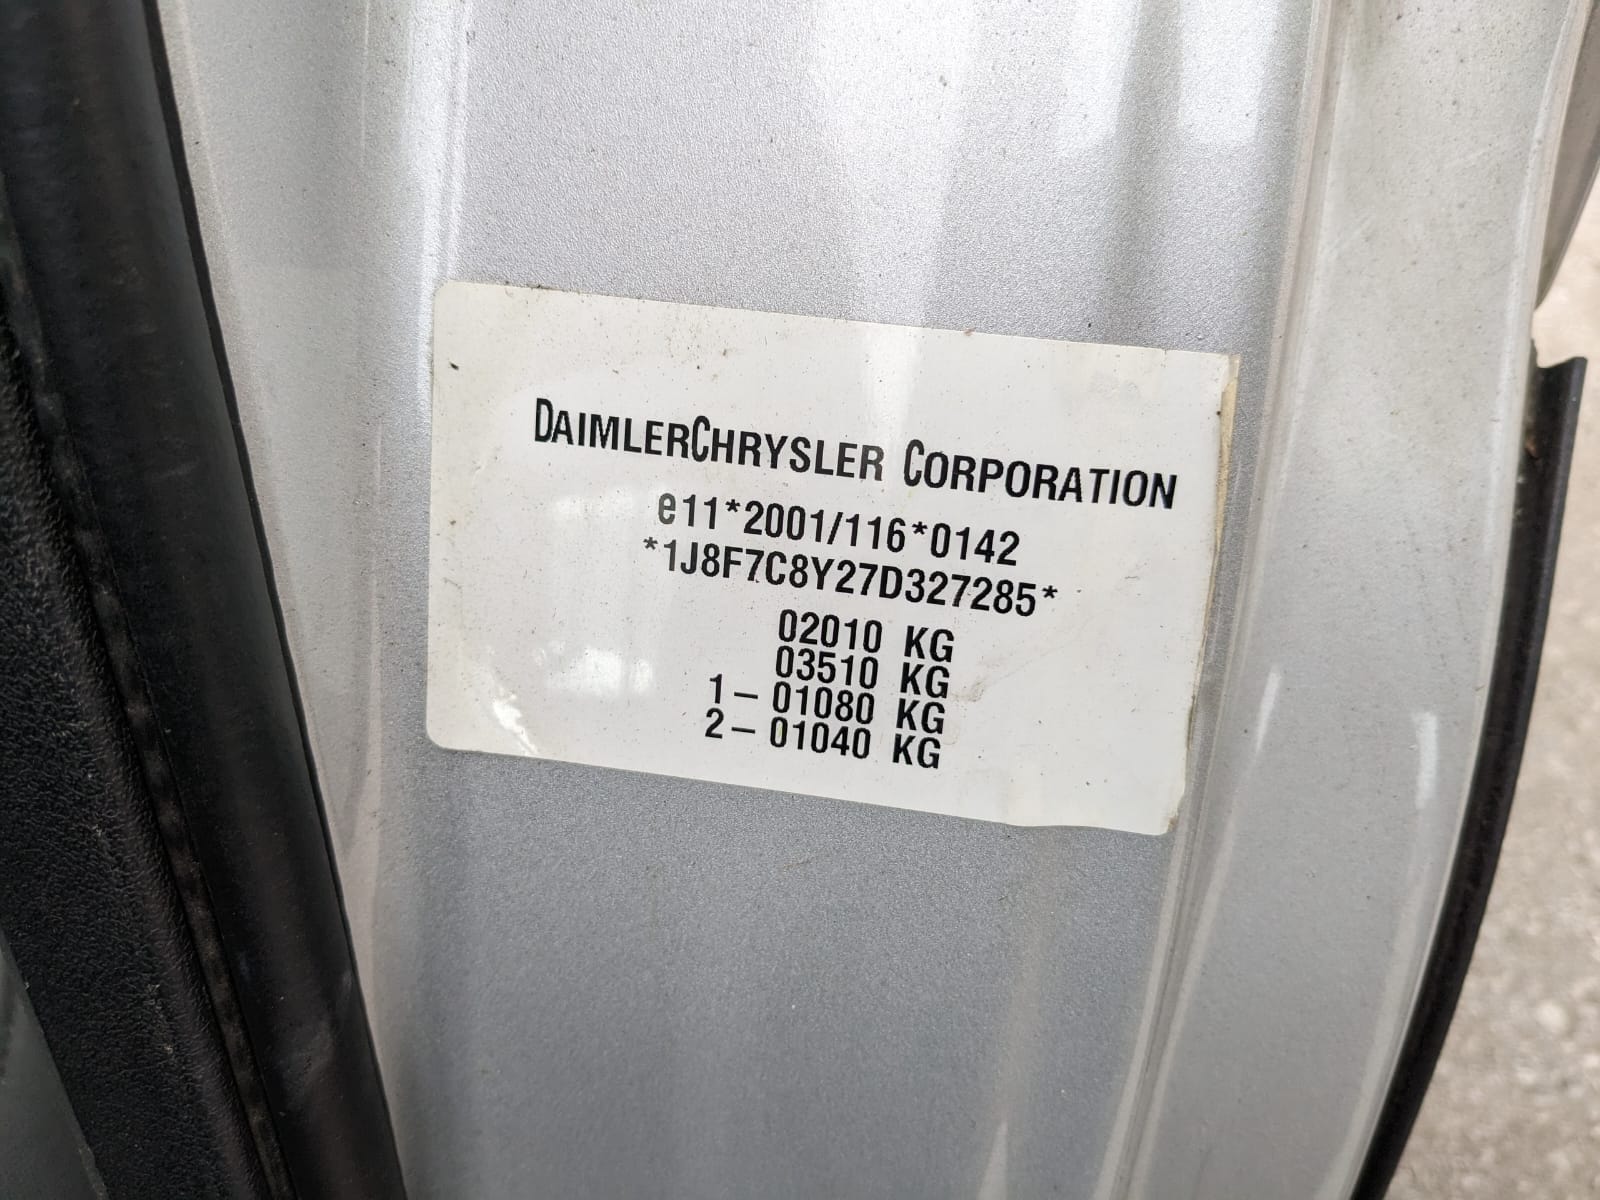 DAIMLERCHRYSLER CORPORATION
e11*2001/116*0142
*1J8F7C8Y27D327285*
02010 KG
03510 KG
1– 01080 KG
2– 01040 KG